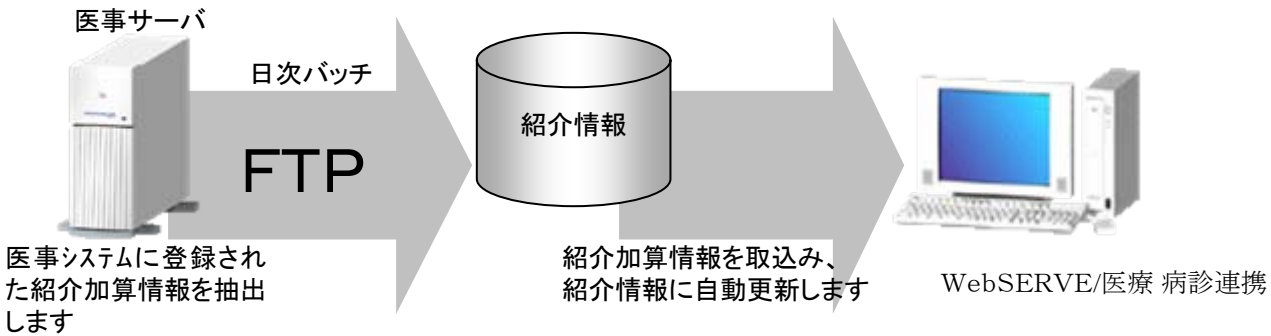 医事サーバ
日次バッチ
FTP
紹介情報
医事ｼｽﾃﾑに登録され
た紹介加算情報を抽出
します
紹介加算情報を取込み、
紹介情報に自動更新します
WebSERVE/医療 病診連携